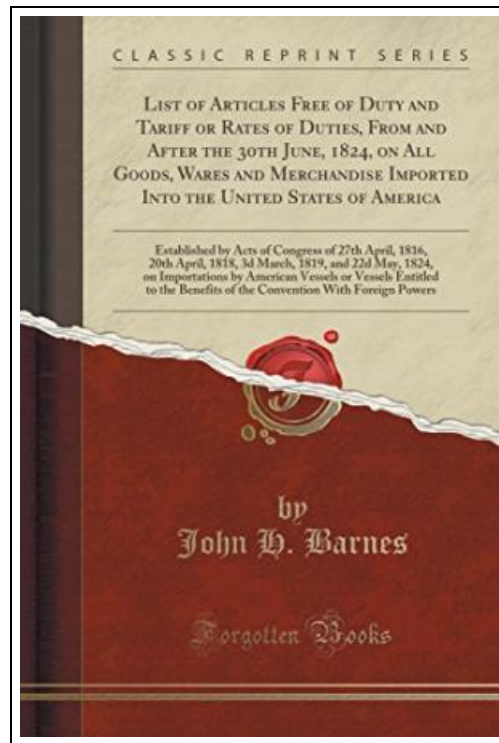 CLASSIC REPRINT SERIES
LIST OF ARTICLES FREE OF DUTY AND
TARIFF OR RATES OF DUTIES, FROM AND
AFTER THE 30TH JUNE, 1824, ON ALL
GOODS, WARES AND MERCHANDISE IMPORTED
INTO THE UNITED STATES OF AMERICA
Established by Acts of Congress of 27th April, 1816,
20th April, 1818, 3d March, 1819, and 22d May, 1824,
on Importations by American Vessels or Vessels Entitled
to the Benefits of the Convention With Foreign Powers
by
John H. Barnes
Forgotten Books